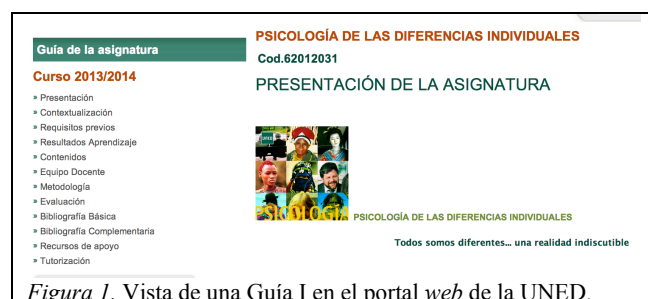 Guía de la asignatura
Curso 2013/2014
» Presentación
» Contextualización
» Requisitos previos
» Resultados Aprendizaje
» Contenidos
» Equipo Docente
» Metodología
» Evaluación
» Bibliografía Básica
» Bibliografía Complementaria
» Recursos de apoyo
» Tutorización
PSICOLOGÍA DE LAS DIFERENCIAS INDIVIDUALES
Cod.62012031
PRESENTACIÓN DE LA ASIGNATURA
UNED
PSICOLOGÍA
PSICOLOGÍA DE LAS DIFERENCIAS INDIVIDUALES
Todos somos diferentes... una realidad indiscutible
Figura 1. Vista de una Guía I en el portal web de la UNED.